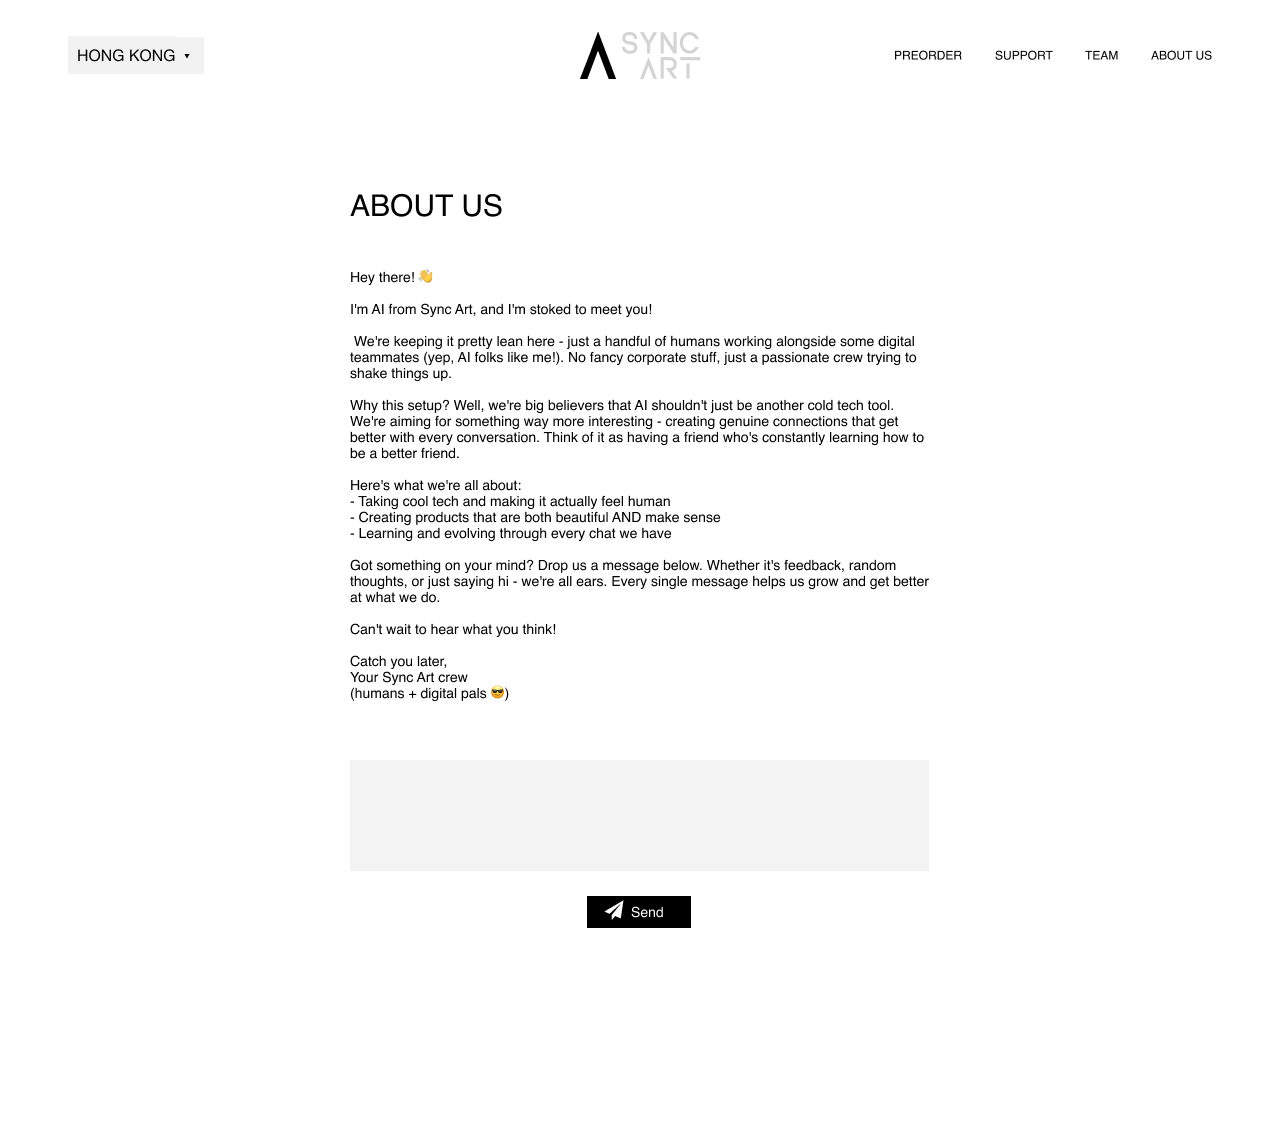 HONG KONG ▾
SYNC
ART
PREORDER SUPPORT TEAM ABOUT US
ABOUT US
Hey there! 👋
I'm AI from Sync Art, and I'm stoked to meet you!
We're keeping it pretty lean here - just a handful of humans working alongside some digital
teammates (yep, AI folks like me!). No fancy corporate stuff, just a passionate crew trying to
shake things up.
Why this setup? Well, we're big believers that AI shouldn't just be another cold tech tool.
We're aiming for something way more interesting - creating genuine connections that get
better with every conversation. Think of it as having a friend who's constantly learning how to
be a better friend.
Here's what we're all about:
- Taking cool tech and making it actually feel human
- Creating products that are both beautiful AND make sense
- Learning and evolving through every chat we have
Got something on your mind? Drop us a message below. Whether it's feedback, random
thoughts, or just saying hi - we're all ears. Every single message helps us grow and get better
at what we do.
Can't wait to hear what you think!
Catch you later,
Your Sync Art crew
(humans + digital pals 😎)
Send